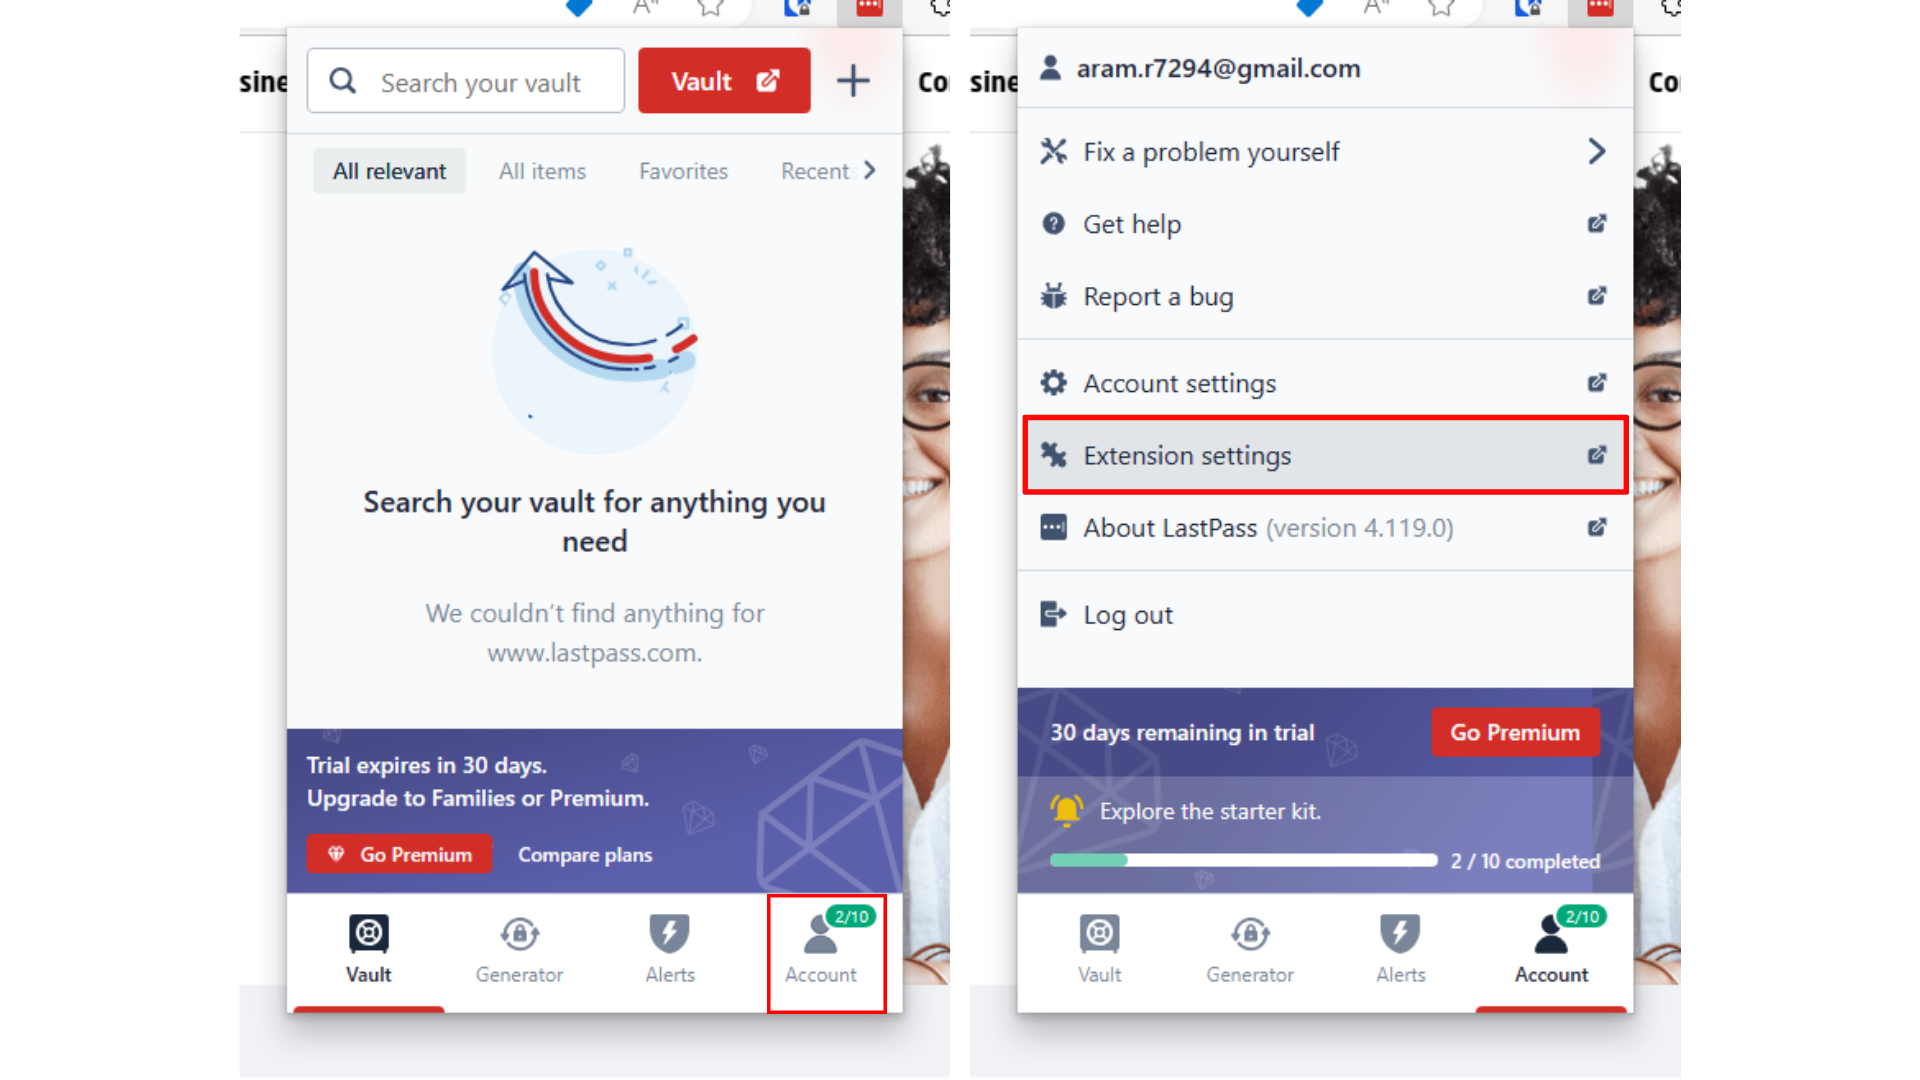 sine
Search your vault
Vault
Co
All relevant
All items
Favorites
Recent
Search your vault for anything you
need
We couldn't find anything for
www.lastpass.com.
Trial expires in 30 days.
Upgrade to Families or Premium.
Go Premium
Compare plans
2/10
Vault
Generator
Alerts
Account
sine
aram.r7294@gmail.com
Co
Fix a problem yourself
Get help
Report a bug
Account settings
Extension settings
About LastPass (version 4.119.0)
Log out
30 days remaining in trial
Go Premium
Explore the starter kit.
2 / 10 completed
2/10
Vault
Generator
Alerts
Account